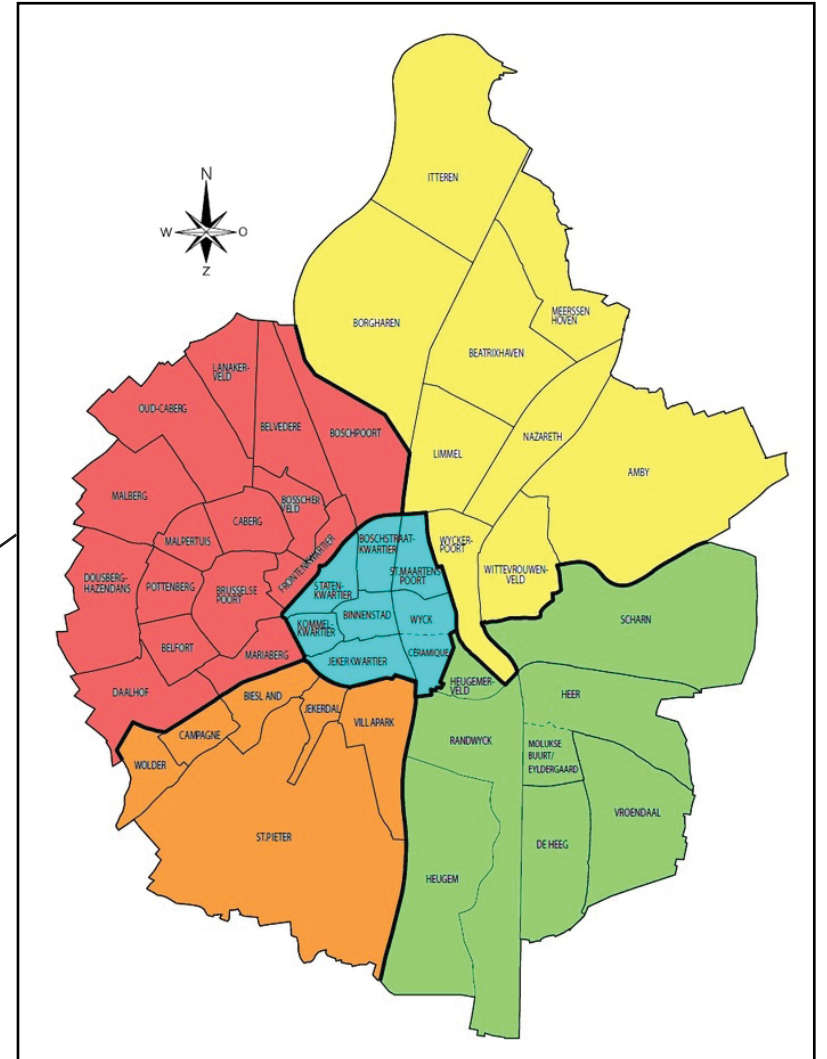 ITTEREN
N
W
O
Z
BORGHAREN
MEERSSEN
HOVEN
BEATRIXHAVEN
LANAKER-
VELD
OUD-CABERG
BELVEDERE
BOSCHPOORT
NAZARETH
LIMMEL
AMBY
MALBERG
BOSSCHER
VELD
CABERG
MALPERTUIS
BOSCHSTRAAT-
KWARTIER
WYCKER-
POORT
FRONTENKWARTIER
ST.MAARTENS
POORT
WITTEVROUWEN-
VELD
DOUSBERG-
HAZENDANS
POTTENBERG
BRUSSELSE
POORT
STATEN-
KWARTIER
BINNENSTAD
WYCK
KOMMEL-
KWARTIER
SCHARN
BELFORT
MARIABERG
JEKERKWARTIER
CÉRAMIQUE
DAALHOF
BIESLAND
JEKERDAL
VILLAPARK
HEUGEMER-
VELD
HEER
CAMPAGNE
RANDWYCK
MOLUKSE
BUURT/
EYLDERGAARD
WOLDER
VROENDAAL
ST.PIETER
DE HEEG
HEUGEM